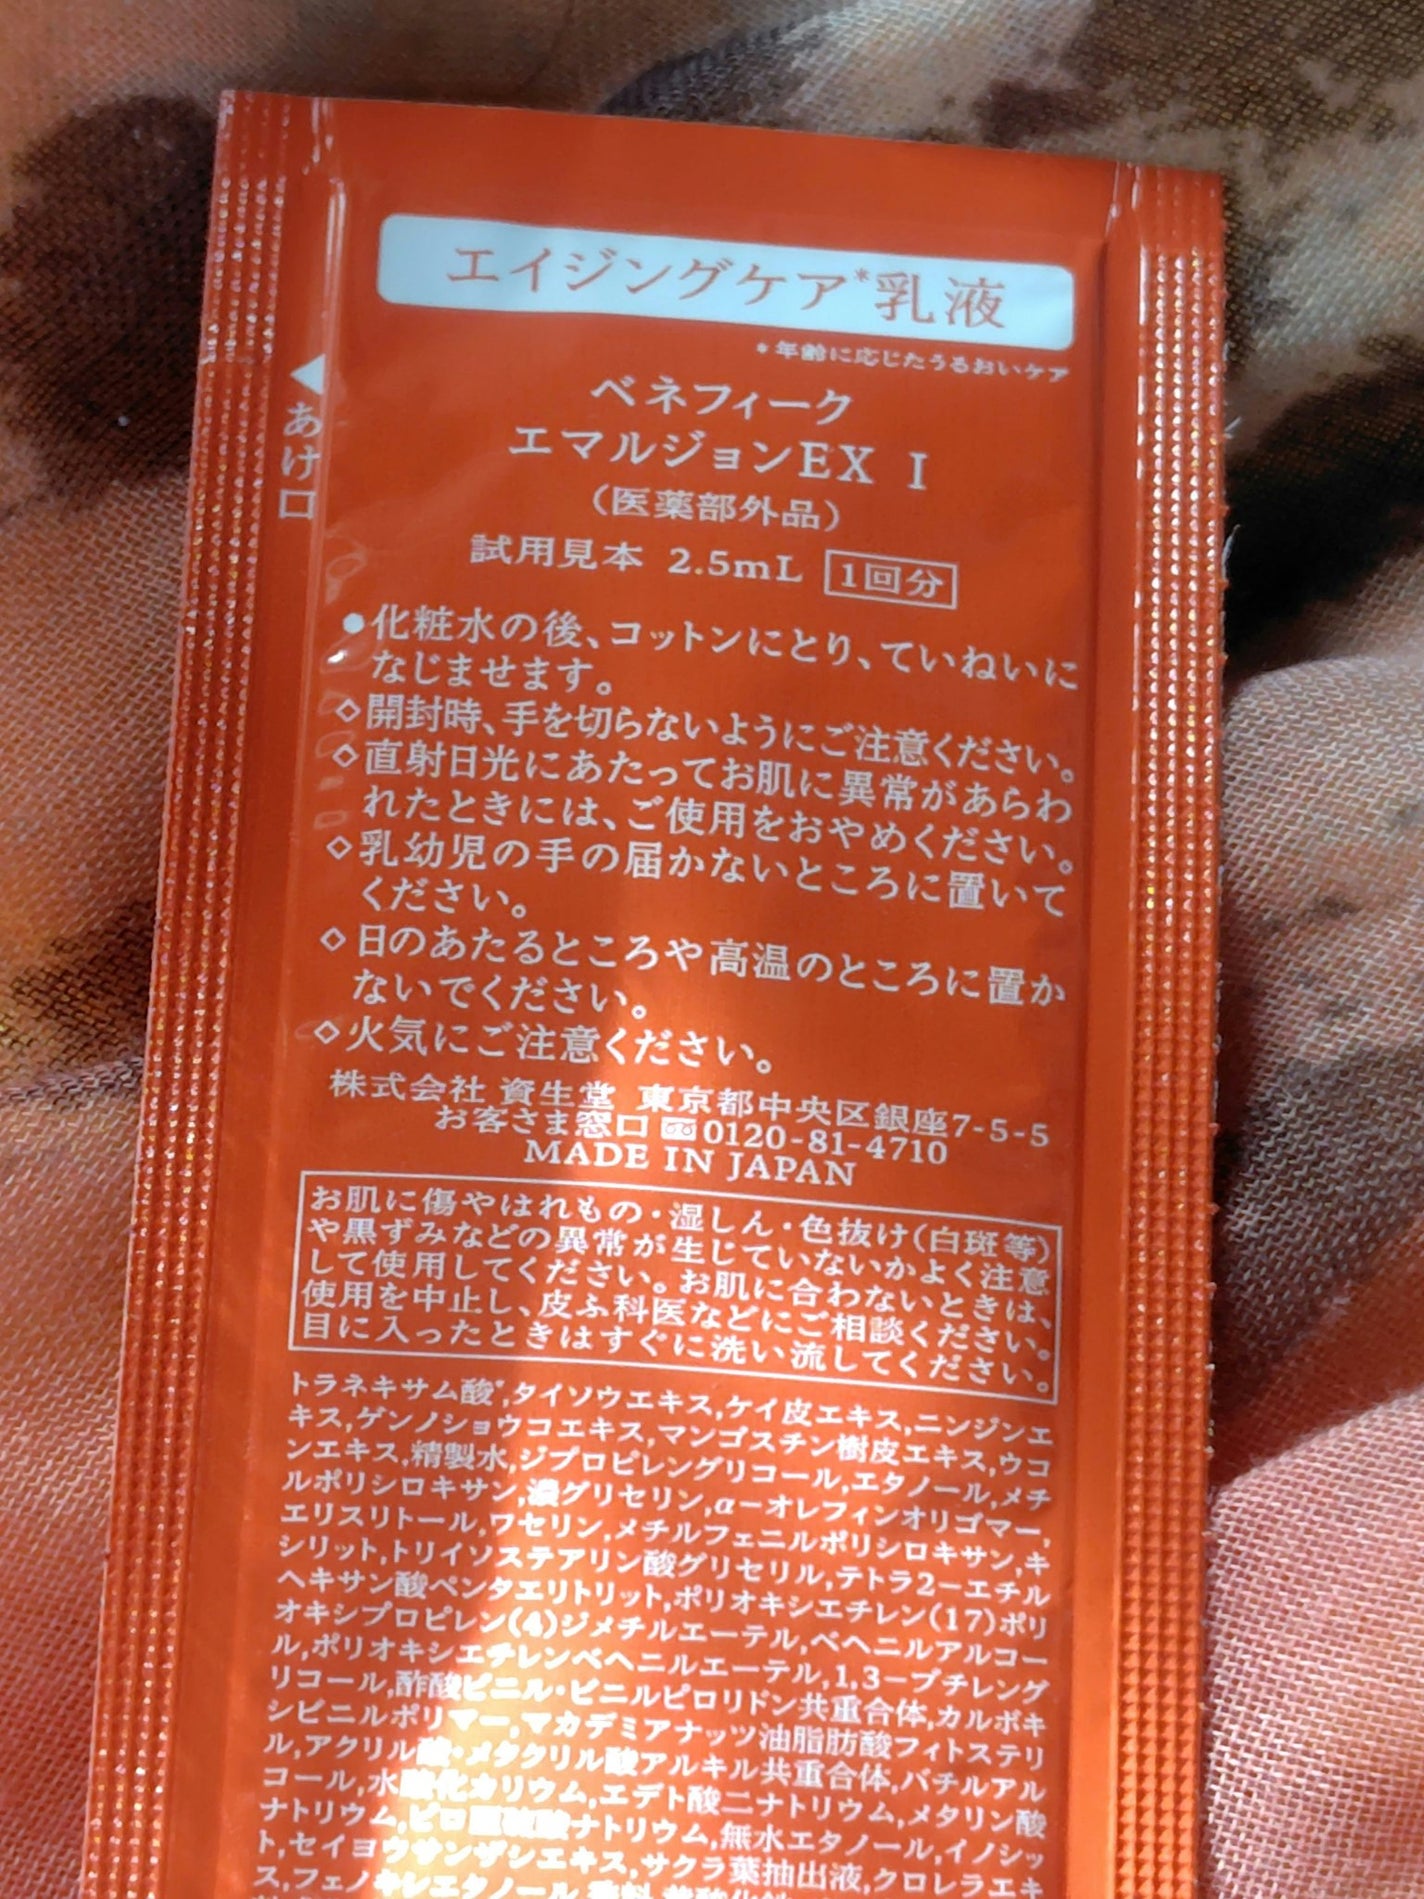 エイジングケア*乳液
*年齢に応じたうるおいケア
あけ口
ベネフィーク
エマルジョンEX I
(医薬部外品)
試用見本 2.5mL 1回分
●化粧水の後、コットンにとり、ていねいに
なじませます。
◇開封時、手を切らないようにご注意ください。
◇直射日光にあたってお肌に異常があらわ
れたときには、ご使用をおやめください。
◇乳幼児の手の届かないところに置いて
ください。
◇日のあたるところや高温のところに置か
ないでください。
◇火気にご注意ください。
株式会社 資生堂 東京都中央区銀座7-5-5
お客さま窓口 0120-81-4710
MADE IN JAPAN
お肌に傷やはれもの・湿しん・色抜け(白斑等)
や黒ずみなどの異常が生じていないかよく注意
して使用してください。お肌に合わないときは、
使用を中止し、皮ふ科医などにご相談ください。
目に入ったときはすぐに洗い流してください。
トラネキサム酸*,タイソウエキス,ケイ皮エキス,ニンジンエ
キス,ゲンノショウコエキス,マンゴスチン樹皮エキス,ウコ
ンエキス,精製水,ジプロピレングリコール,エタノール,メチ
ルポリシロキサン,濃グリセリン,α-オレフィンオリゴマー,
エリスリトール,ワセリン,メチルフェニルポリシロキサン,キ
シリット,トリイソステアリン酸グリセリル,テトラ2-エチル
ヘキサン酸ペンタエリトリット,ポリオキシエチレン(17)ポリ
オキシプロピレン(4)ジメチルエーテル,ベヘニルアルコー
ル,ポリオキシエチレンベヘニルエーテル,1,3-ブチレング
リコール,酢酸ビニル・ビニルピロリドン共重合体,カルボキ
シビニルポリマー,マカデミアナッツ油脂肪酸フィトステリ
ル,アクリル酸・メタクリル酸アルキル共重合体,バチルアル
コール,水酸化カリウム,エデト酸二ナトリウム,メタリン酸
ナトリウム,ピロ亜硫酸ナトリウム,無水エタノール,イノシッ
ト,セイヨウサンザシエキス,サクラ葉抽出液,クロレラエキ
ス,フェノキシエタノール